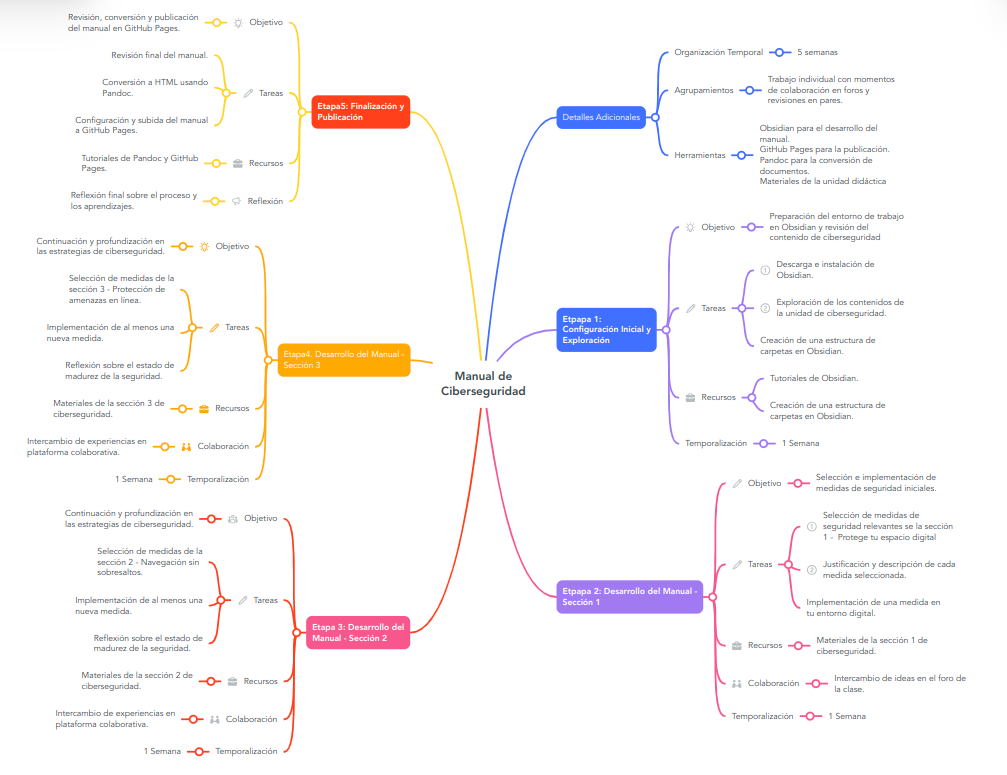 Manual de
Ciberseguridad
Detalles Adicionales
Organización Temporal
5 semanas
Agrupamientos
Trabajo individual con momentos
de colaboración en foros y
revisiones en pares.
Herramientas
Obsidian para el desarrollo del
manual.
GitHub Pages para la publicación.
Pandoc para la conversión de
documentos.
Materiales de la unidad didáctica
Etpapa 1:
Configuración Inicial y
Exploración
Objetivo
Preparación del entorno de trabajo
en Obsidian y revisión del
contenido de ciberseguridad
Tareas
1 Descarga e instalación de
Obsidian.
2 Exploración de los contenidos de
la unidad de ciberseguridad.
Creación de una estructura de
carpetas en Obsidian.
Recursos
Tutoriales de Obsidian.
Creación de una estructura de
carpetas en Obsidian.
Temporalización
1 Semana
Etpapa 2: Desarrollo del Manual -
Sección 1
Objetivo
Selección e implementación de
medidas de seguridad iniciales.
Tareas
1 Selección de medidas de
seguridad relevantes se la sección
1 - Protege tu espacio digital
2 Justificación y descripción de cada
medida seleccionada.
Implementación de una medida en
tu entorno digital.
Recursos
Materiales de la sección 1 de
ciberseguridad.
Colaboración
Intercambio de ideas en el foro de
la clase.
Temporalización
1 Semana
Etapa 3: Desarrollo del
Manual - Sección 2
Objetivo
Continuación y profundización en
las estrategias de ciberseguridad.
Tareas
Selección de medidas de la
sección 2 - Navegación sin
sobresaltos.
Implementación de al menos una
nueva medida.
Reflexión sobre el estado de
madurez de la seguridad.
Recursos
Materiales de la sección 2 de
ciberseguridad.
Colaboración
Intercambio de experiencias en
plataforma colaborativa.
Temporalización
1 Semana
Etapa4. Desarrollo del Manual -
Sección 3
Objetivo
Continuación y profundización en
las estrategias de ciberseguridad.
Tareas
Selección de medidas de la
sección 3 - Protección de
amenazas en línea.
Implementación de al menos una
nueva medida.
Reflexión sobre el estado de
madurez de la seguridad.
Recursos
Materiales de la sección 3 de
ciberseguridad.
Colaboración
Intercambio de experiencias en
plataforma colaborativa.
Temporalización
1 Semana
Etapa5: Finalización y
Publicación
Objetivo
Revisión, conversión y publicación
del manual en GitHub Pages.
Tareas
Revisión final del manual.
Conversión a HTML usando
Pandoc.
Configuración y subida del manual
a GitHub Pages.
Recursos
Tutoriales de Pandoc y GitHub
Pages.
Reflexión
Reflexión final sobre el proceso y
los aprendizajes.